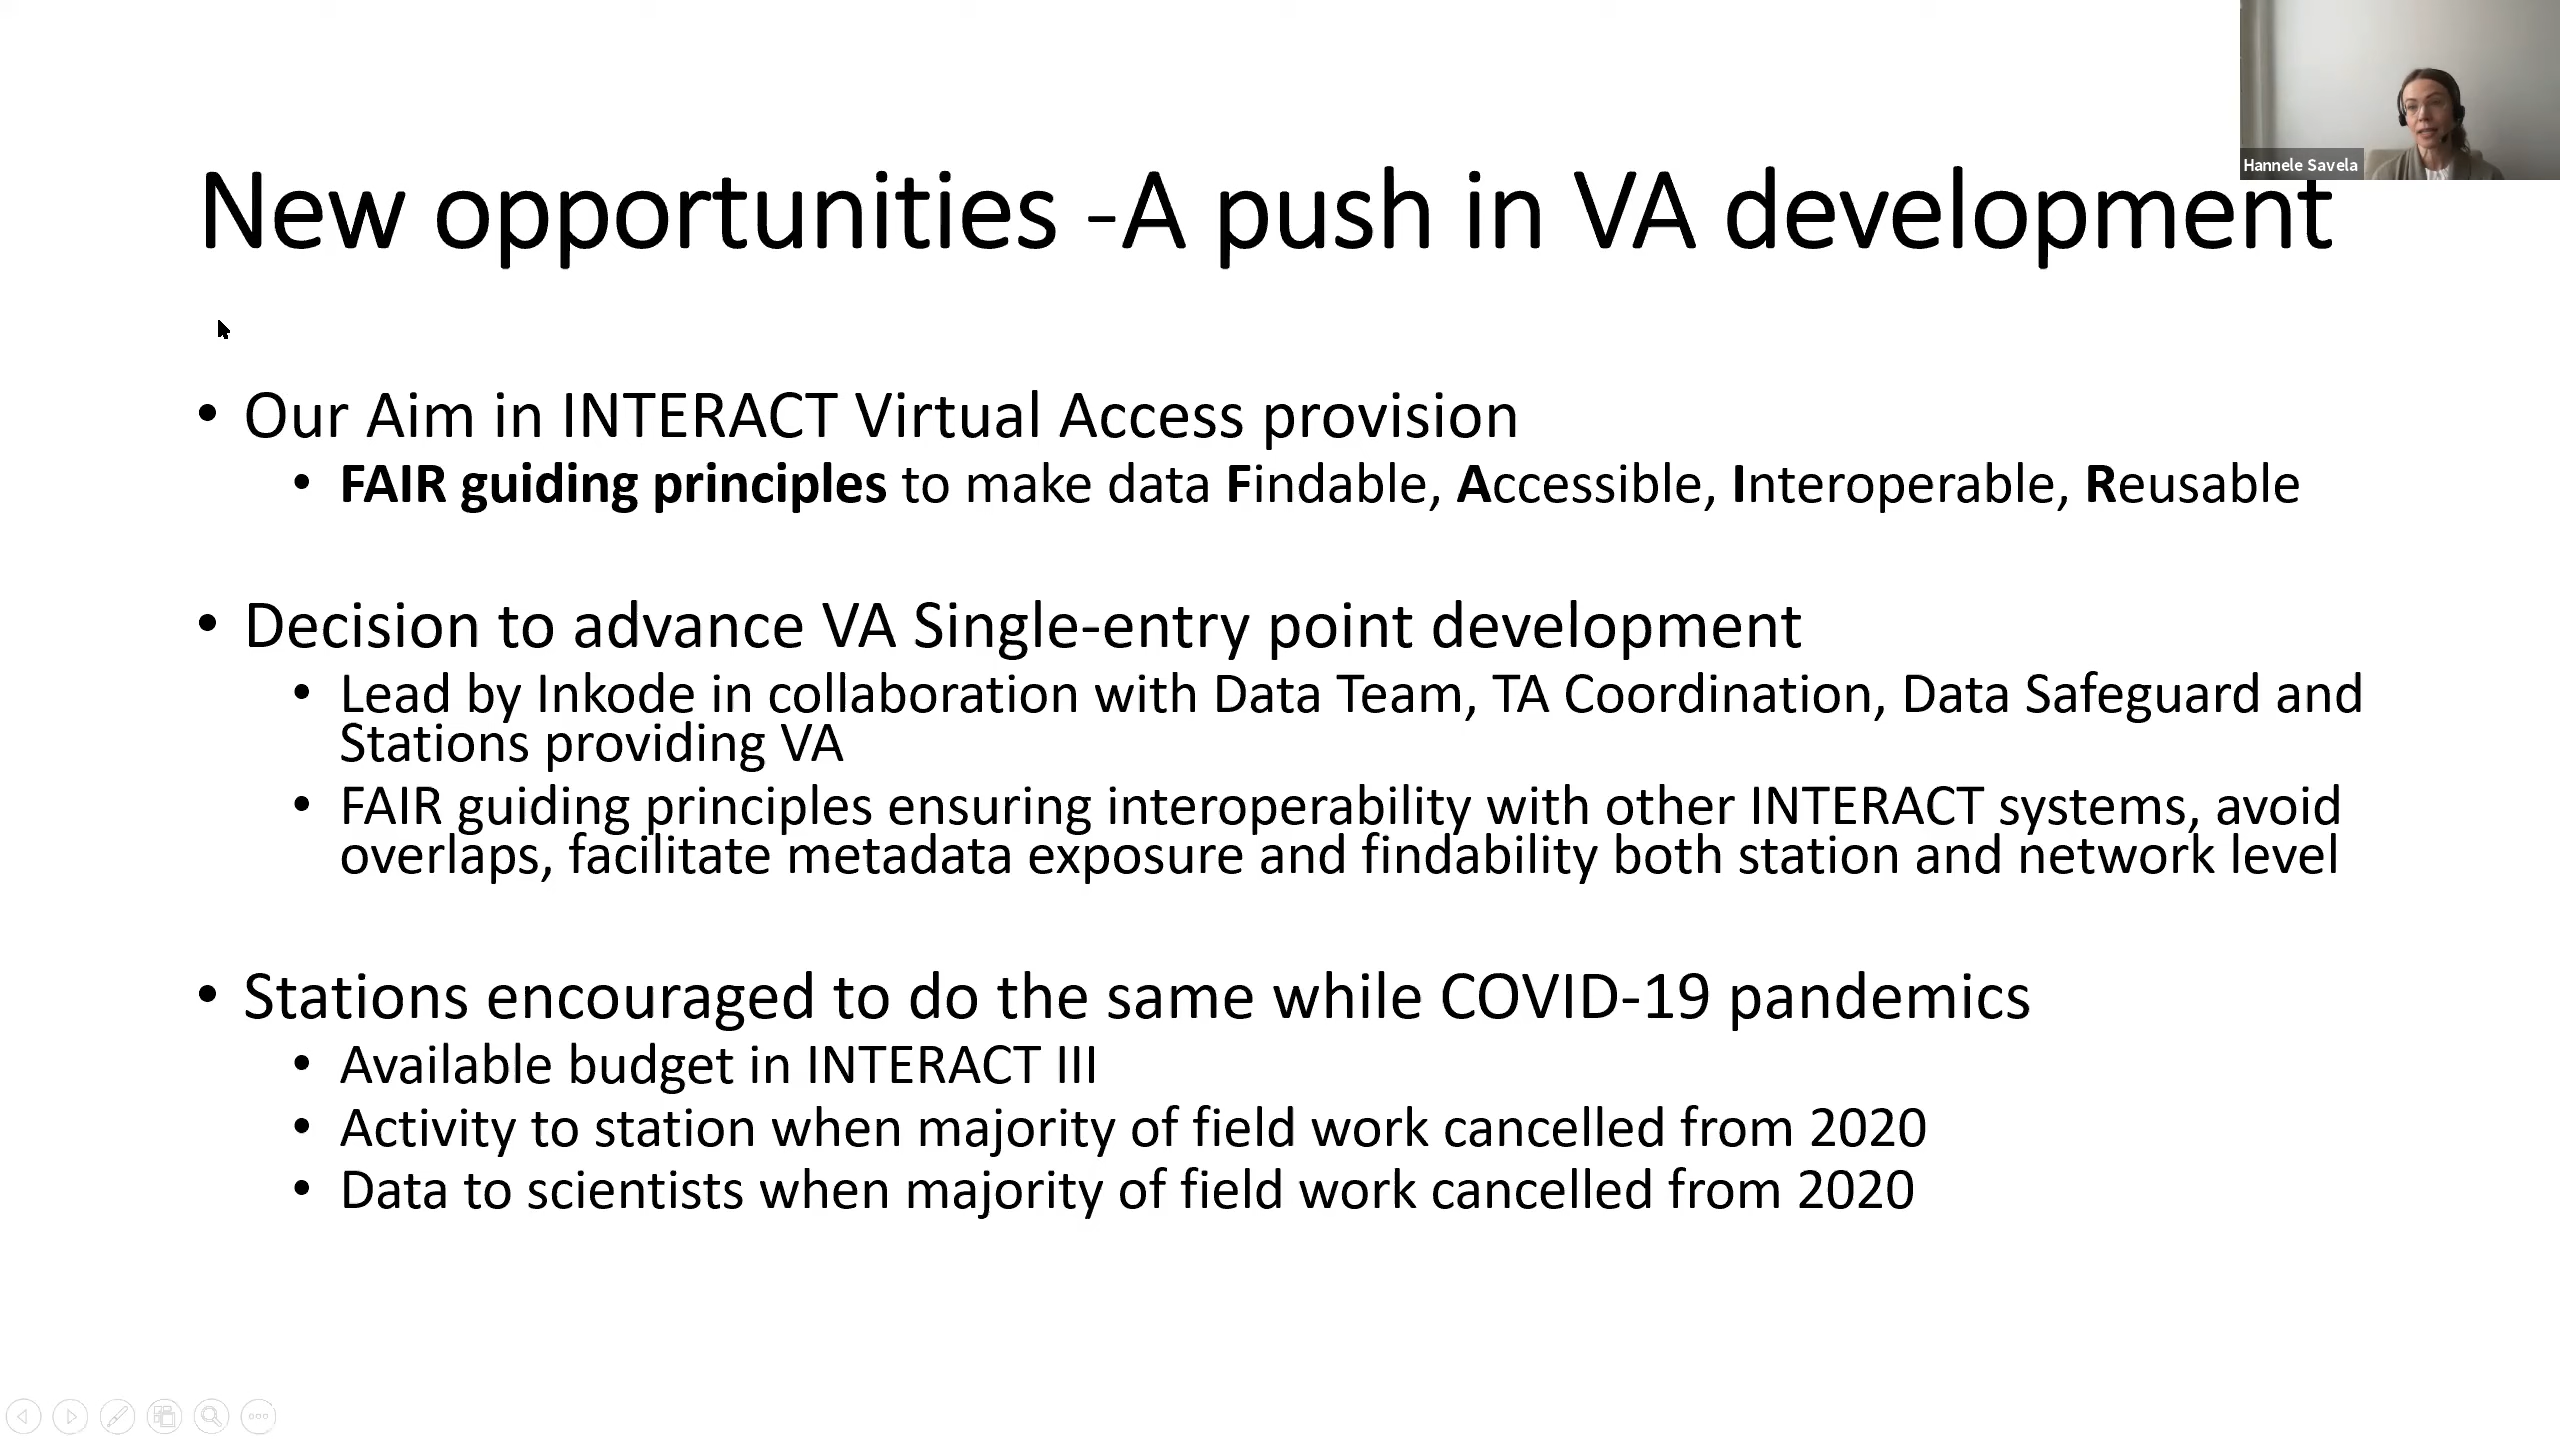 Hannele Savela
New opportunities -A push in VA development
• Our Aim in INTERACT Virtual Access provision
• FAIR guiding principles to make data Findable, Accessible, Interoperable, Reusable
• Decision to advance VA Single-entry point development
• Lead by Inkode in collaboration with Data Team, TA Coordination, Data Safeguard and
Stations providing VA
• FAIR guiding principles ensuring interoperability with other INTERACT systems, avoid
overlaps, facilitate metadata exposure and findability both station and network level
• Stations encouraged to do the same while COVID-19 pandemics
• Available budget in INTERACT III
• Activity to station when majority of field work cancelled from 2020
• Data to scientists when majority of field work cancelled from 2020